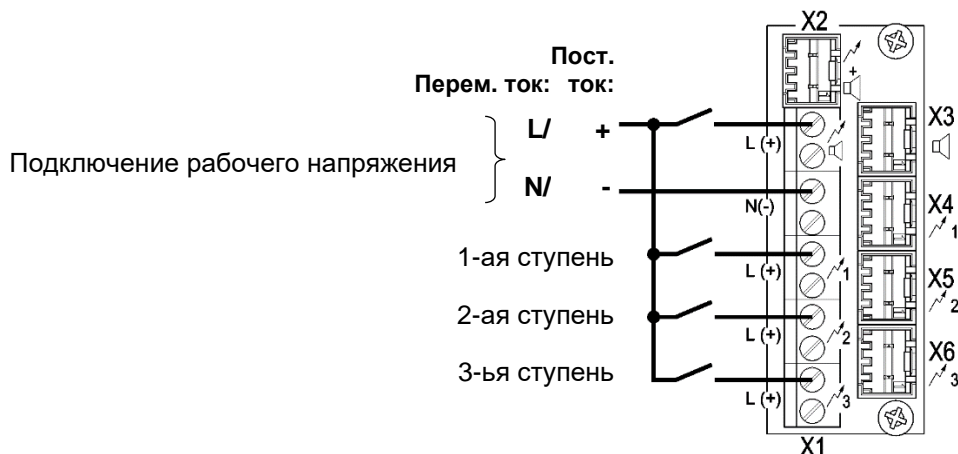 X2
Пост.
Перем. ток: ток:
+
L/ +
L (+)
X3
Подключение рабочего напряжения
N/ -
N(-)
X4
1
1-ая ступень
L (+)
1
X5
2
2-ая ступень
L (+)
2
X6
3
3-ья ступень
L (+)
3
X1